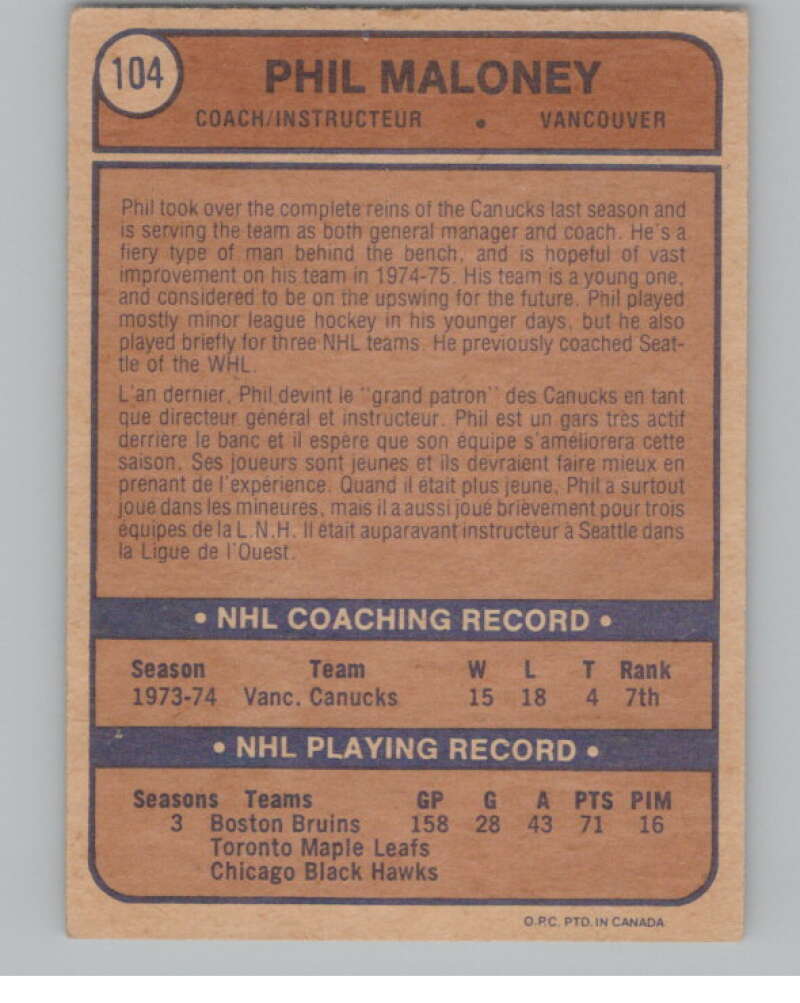 104
PHIL MALONEY
COACH/INSTRUCTEUR • VANCOUVER
Phil took over the complete reins of the Canucks last season and
is serving the team as both general manager and coach. He's a
fiery type of man behind the bench, and is hopeful of vast
improvement on his team in 1974-75. His team is a young one,
and considered to be on the upswing for the future. Phil played
mostly minor league hockey in his younger days, but he also
played briefly for three NHL teams. He previously coached Seat-
tle of the WHL.
L'an dernier, Phil devint le "grand patron" des Canucks en tant
que directeur général et instructeur. Phil est un gars très actif
derrière le banc et il espère que son équipe s'améliorera cette
saison. Ses joueurs sont jeunes et ils devraient faire mieux en
prenant de l'expérience. Quand il était plus jeune, Phil a surtout
joué dans les mineures, mais il a aussi joué brièvement pour trois
équipes de la L.N.H. Il était auparavant instructeur à Seattle dans
la Ligue de l'Ouest.
• NHL COACHING RECORD •
Season Team W L T Rank
1973-74 Vanc. Canucks 15 18 4 7th
• NHL PLAYING RECORD •
Seasons Teams GP G A PTS PIM
3 Boston Bruins 158 28 43 71 16
Toronto Maple Leafs
Chicago Black Hawks
O.P.C. PTD. IN CANADA